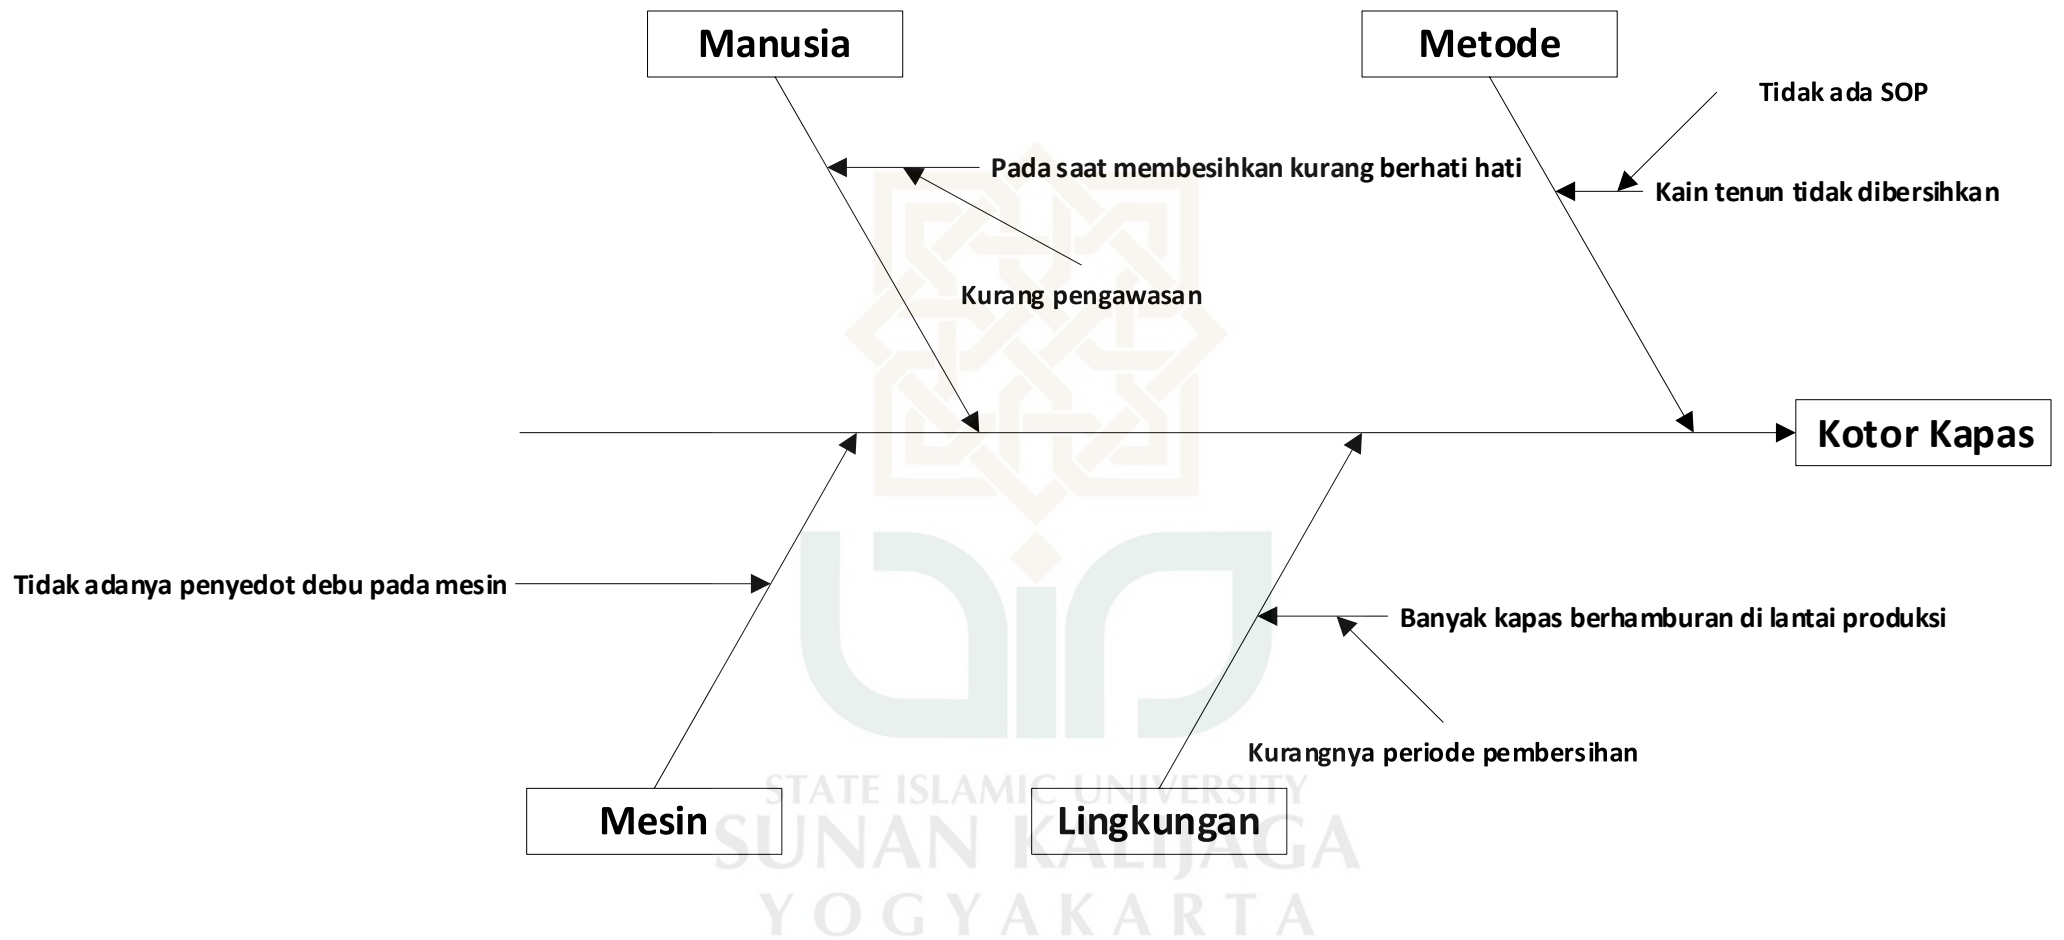 Manusia
Metode
Tidak ada SOP
Pada saat membesihkan kurang berhati hati
Kain tenun tidak dibersihkan
Kurang pengawasan
Kotor Kapas
Tidak adanya penyedot debu pada mesin
Banyak kapas berhamburan di lantai produksi
Kurangnya periode pembersihan
Mesin
Lingkungan
STATE ISLAMIC UNIVERSITY
SUNAN KALIJAGA
YOGYAKARTA